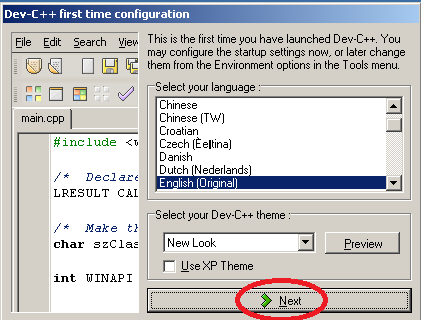 Dev-C++ first time configuration
File Edit Search View
main.cpp
#include <w
/* Declare
LRESULT CAL
/* Make th
char szClas
int WINAPI
This is the first time you have launched Dev-C++. You
may configure the startup settings now, or later change
them from the Environment options in the Tools menu.
Select your language :
Chinese
Chinese (TW)
Croatian
Czech (Èeļtina)
Danish
Dutch (Nederlands)
English (Original)
Select your Dev-C++ theme :
New Look
Preview
Use XP Theme
Next